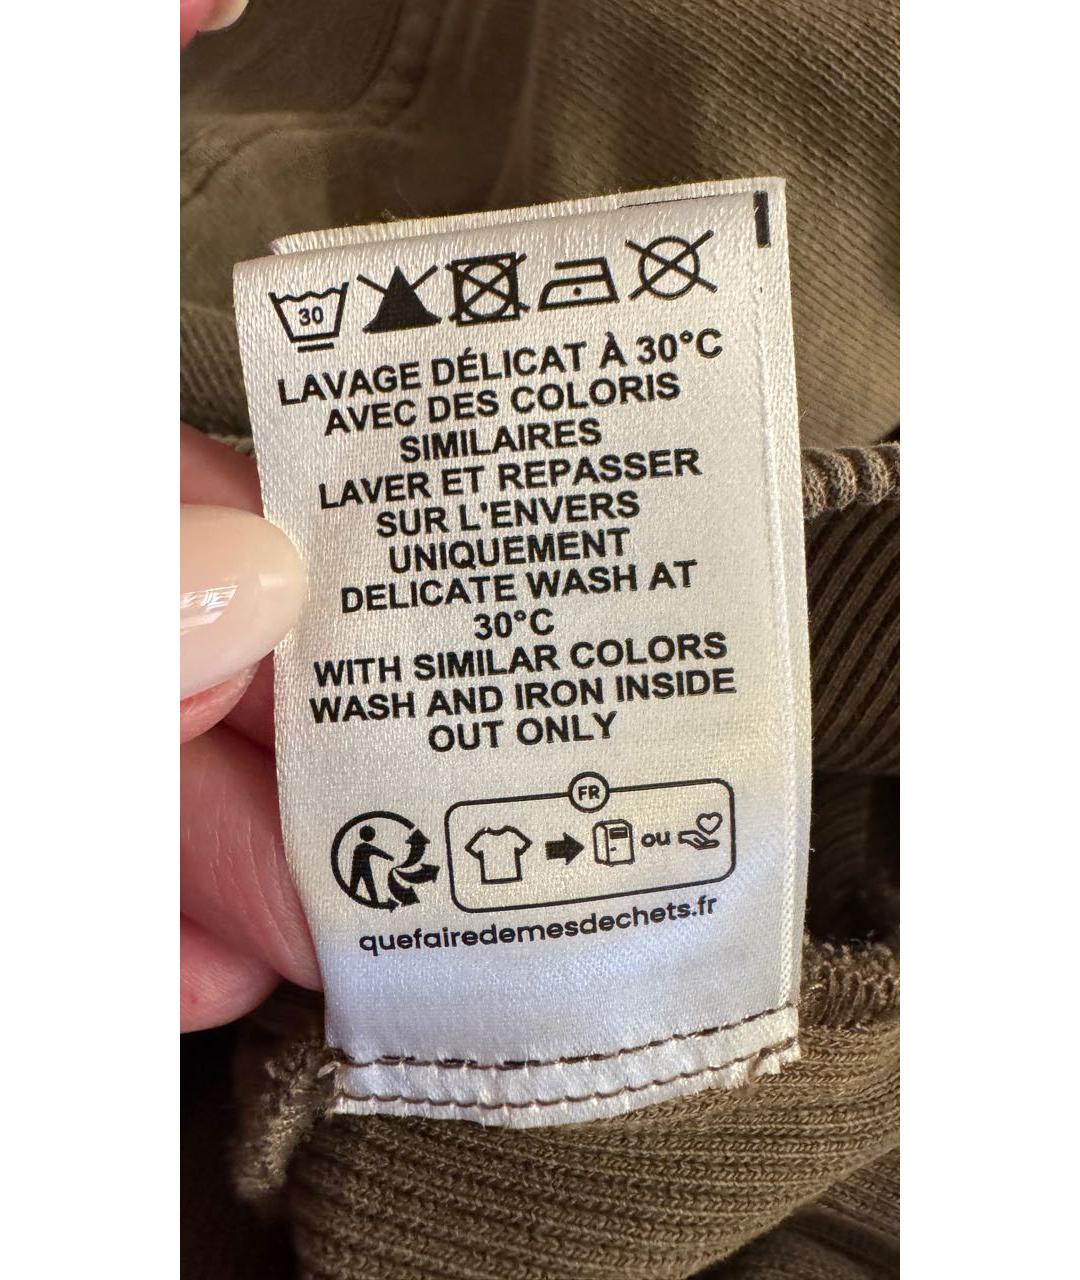 30
LAVAGE DÉLICAT À 30°C
AVEC DES COLORIS
SIMILAIRES
LAVER ET REPASSER
SUR L'ENVERS
UNIQUEMENT
DELICATE WASH AT
30°C
WITH SIMILAR COLORS
WASH AND IRON INSIDE
OUT ONLY
FR
ou
quefairedemesdechets.fr